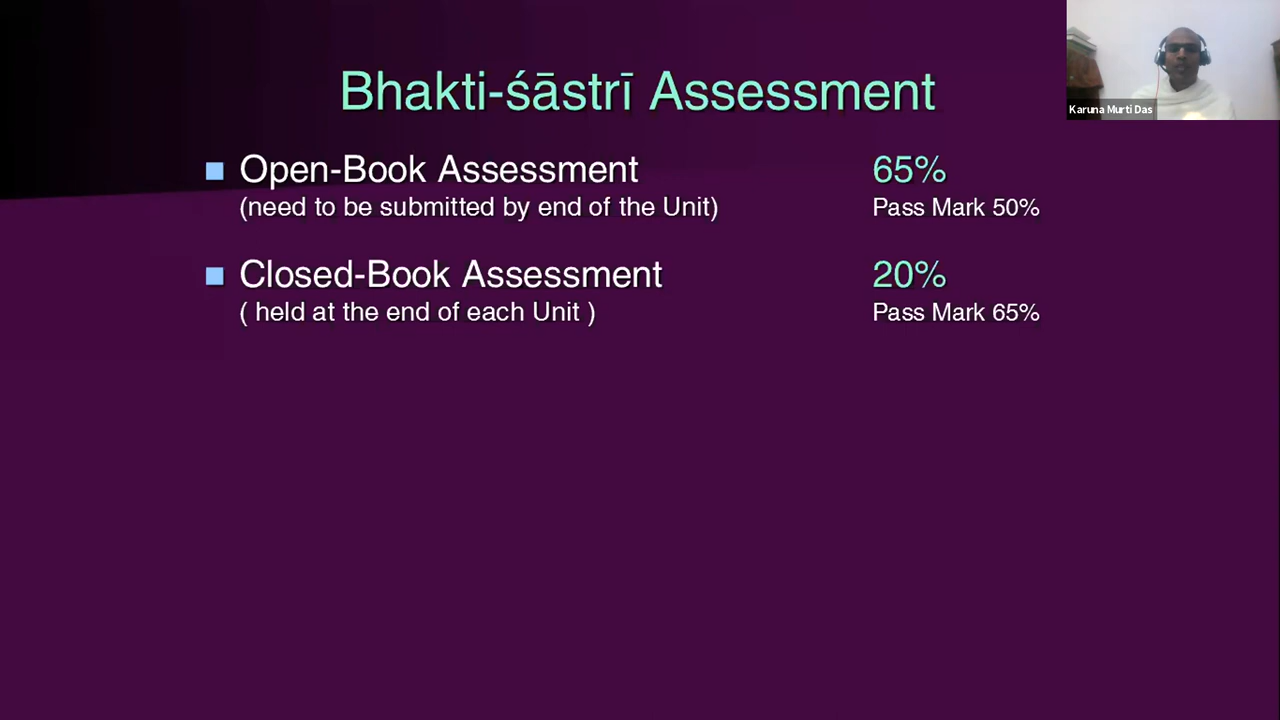 Bhakti-śāstrī Assessment
Karuna Murti Das
Open-Book Assessment 65%
(need to be submitted by end of the Unit) Pass Mark 50%
Closed-Book Assessment 20%
( held at the end of each Unit ) Pass Mark 65%